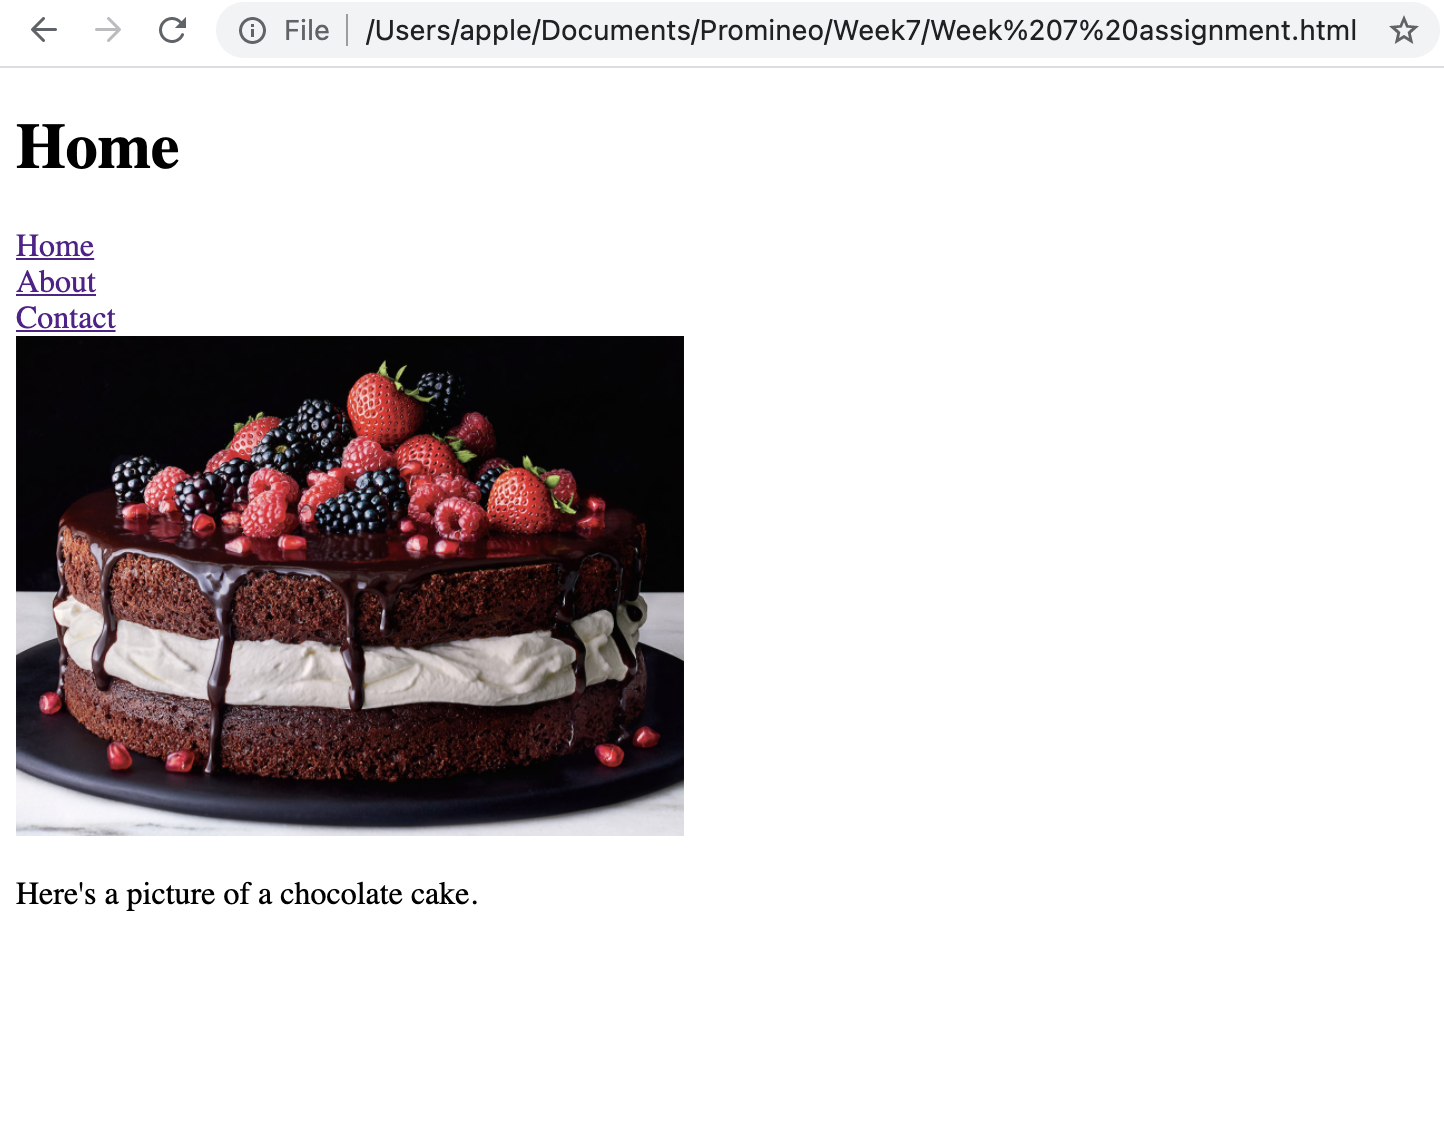 File /Users/apple/Documents/Promineo/Week7/Week%207%20assignment.html
Home
Home
About
Contact
Here's a picture of a chocolate cake.